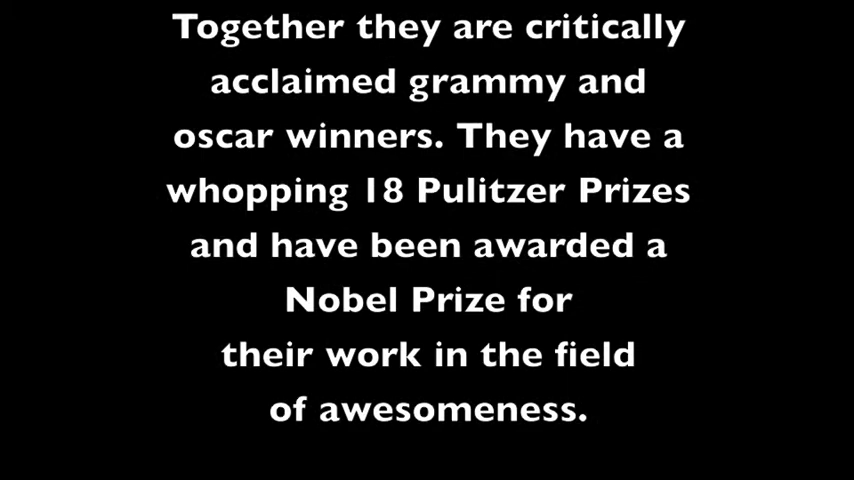 Together they are critically
acclaimed grammy and
oscar winners. They have a
whopping 18 Pulitzer Prizes
and have been awarded a
Nobel Prize for
their work in the field
of awesomeness.